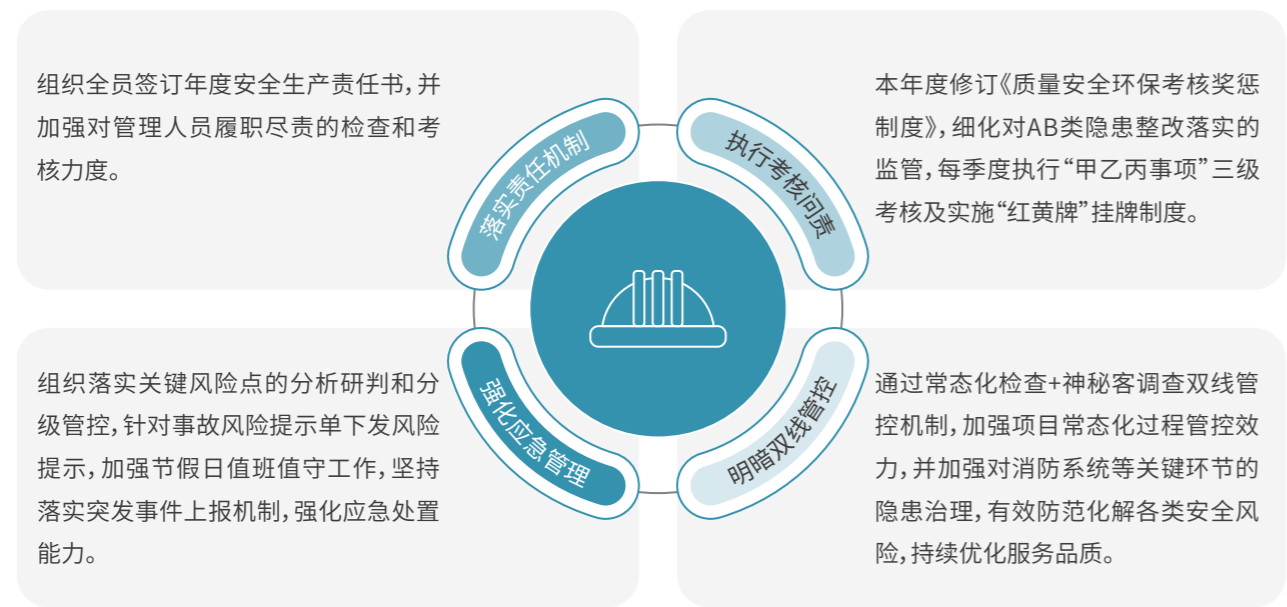 落实责任机制
组织全员签订年度安全生产责任书，并
加强对管理人员履职尽责的检查和考
核力度。
执行考核问责
本年度修订《质量安全环保考核奖惩
制度》，细化对AB类隐患整改落实的
监管，每季度执行“甲乙丙事项”三级
考核及实施“红黄牌”挂牌制度。
强化应急管理
组织落实关键风险点的分析研判和分
级管控，针对事故风险提示单下发风险
提示，加强节假日值班值守工作，坚持
落实突发事件上报机制，强化应急处置
能力。
明暗双线管控
通过常态化检查+神秘客调查双线管
控机制，加强项目常态化过程管控效
力，并加强对消防系统等关键环节的
隐患治理，有效防范化解各类安全风
险，持续优化服务品质。